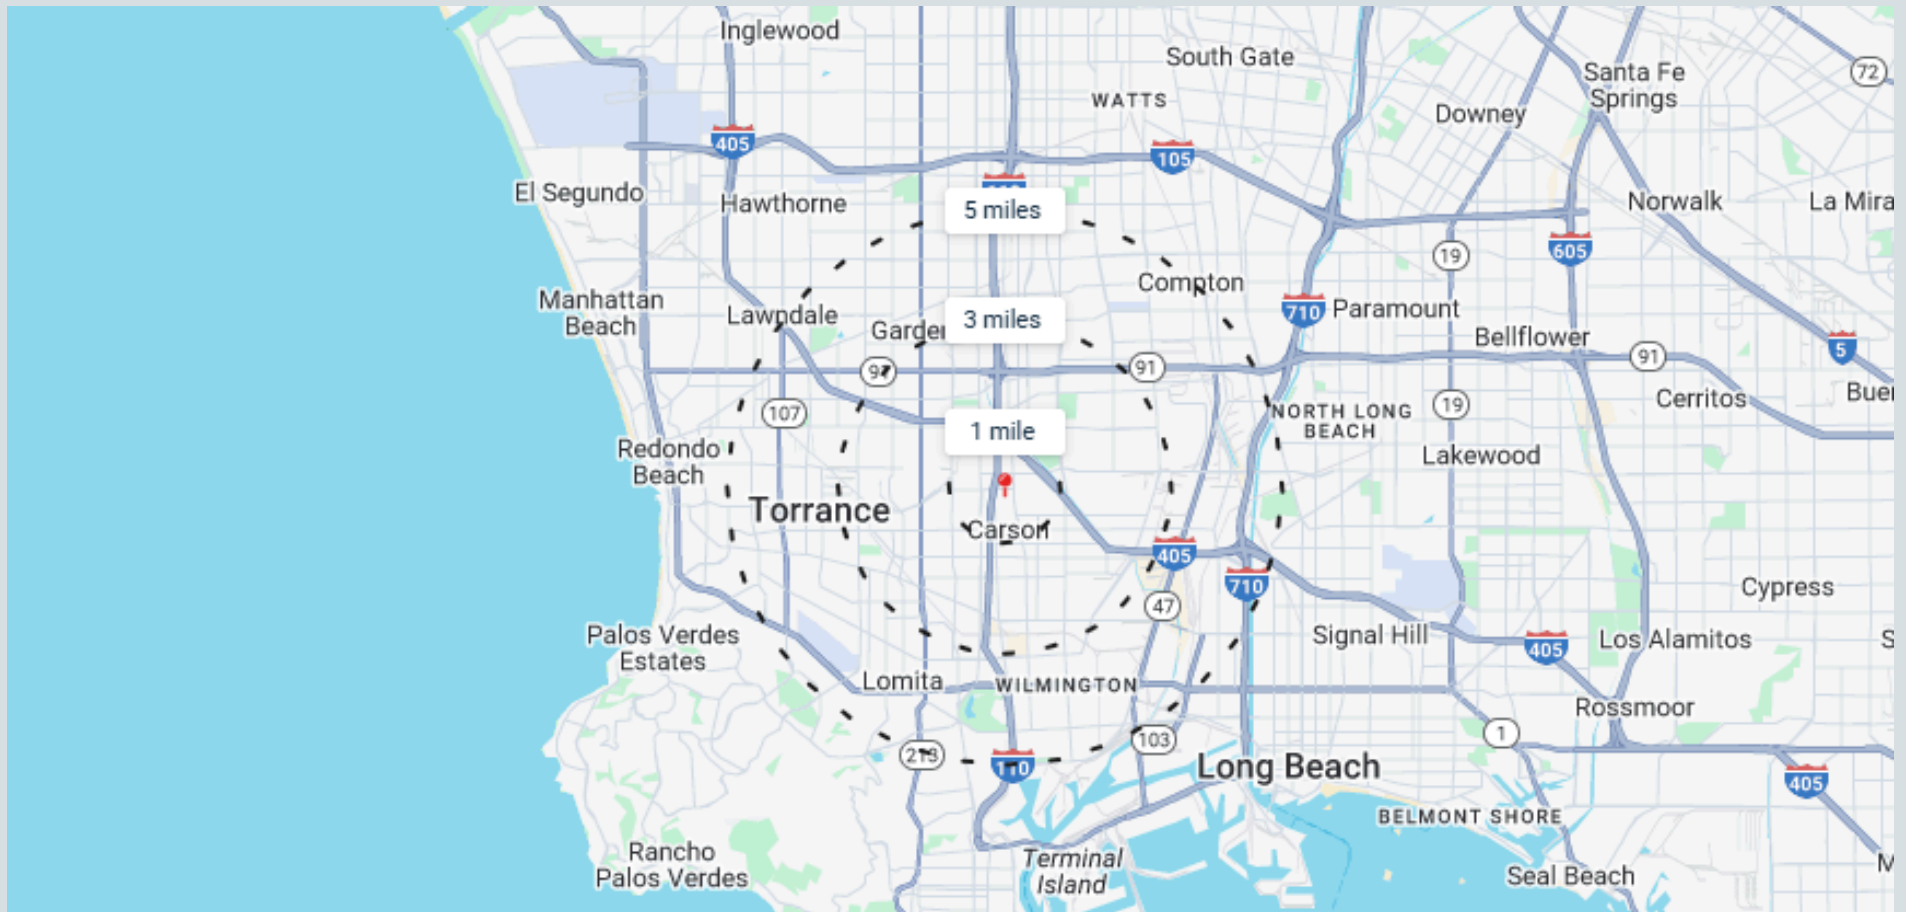 Inglewood
South Gate
Santa Fe
Springs
72
WATTS
Downey
405
105
El Segundo
Hawthorne
5 miles
Norwalk
La Mira
19
605
Compton
Manhattan
Beach
Lawndale
3 miles
710
Paramount
Bellflower
91
91
5
107
1 mile
NORTH LONG
BEACH
19
Cerritos
Redondo
Beach
Lakewood
Torrance
Carson
405
710
47
Cypress
Palos Verdes
Estates
Signal Hill
405
Los Alamitos
S
Lomita
WILMINGTON
Rossmoor
213
110
103
1
Long Beach
405
BELMONT SHORE
Rancho
Palos Verdes
Terminal
Island
Seal Beach
M